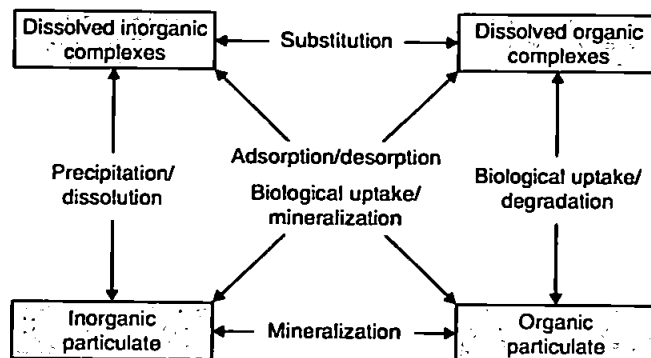 Dissolved inorganic
complexes
Substitution
Dissolved organic
complexes
Precipitation/
dissolution
Adsorption/desorption
Biological uptake/
mineralization
Biological uptake/
degradation
Inorganic
particulate
Mineralization
Organic
particulate